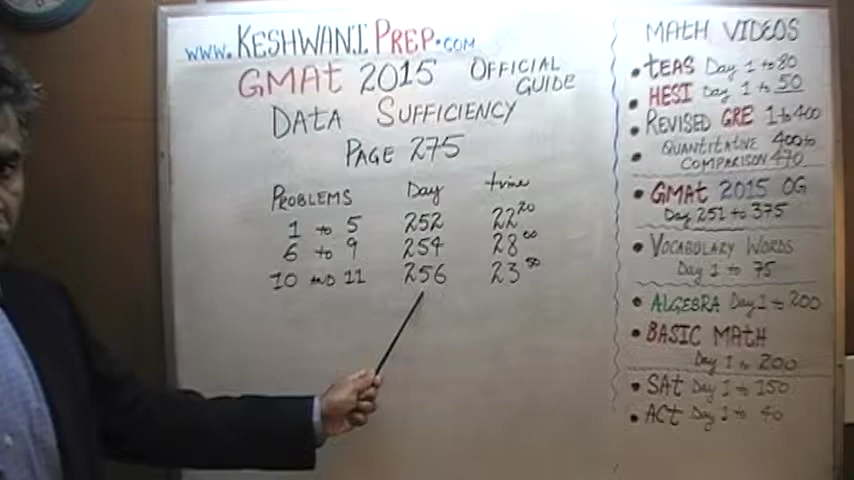 www.KESHWANIPREP.COM
GMAt 2015 OFFICIAL GUIDE
DATA SUFFICIENCY
PAGE 275
PROBLEMS Day time
1 to 5 252 22 20
6 to 9 254 28 00
10 AND 11 256 23 50
MATH VIDEOS
• tEAS Day 1 to 80
• HESI Day 1 to 50
• REVISED GRE 1 to 400
• QUANTITATIVE 400 to
COMPARISON 470
• GMAt 2015 OG
Day 251 to 375
• VOCABULARY WORDS
Day 1 to 75
• ALGEBRA Day 1 to 200
• BASIC MATH
Day 1 to 200
• SAt Day 1 to 150
• ACt Day 1 to 40